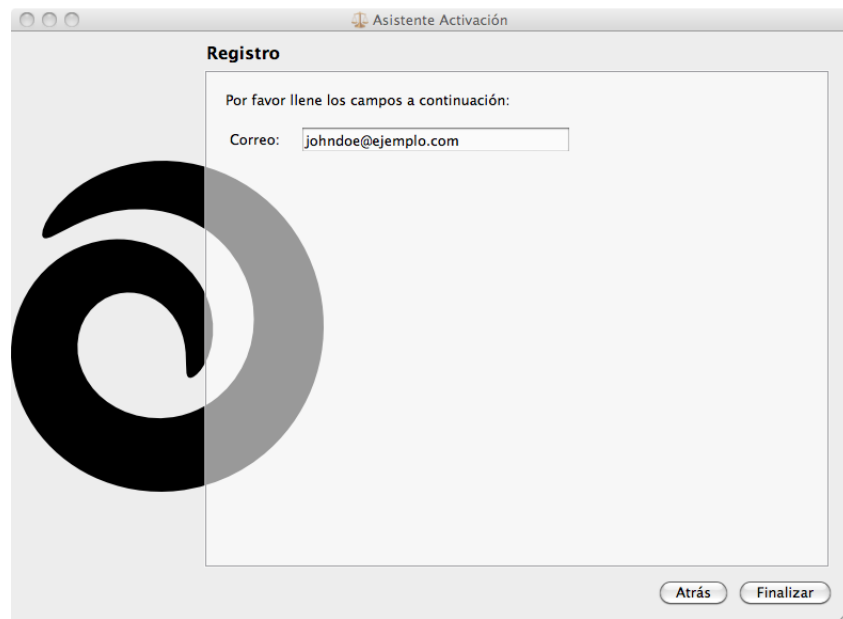 Asistente Activación
Registro
Por favor llene los campos a continuación:
Correo: johndoe@ejemplo.com
Atrás Finalizar